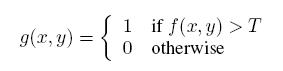 g(x, y) = { 1 if f(x, y) > T
0 otherwise